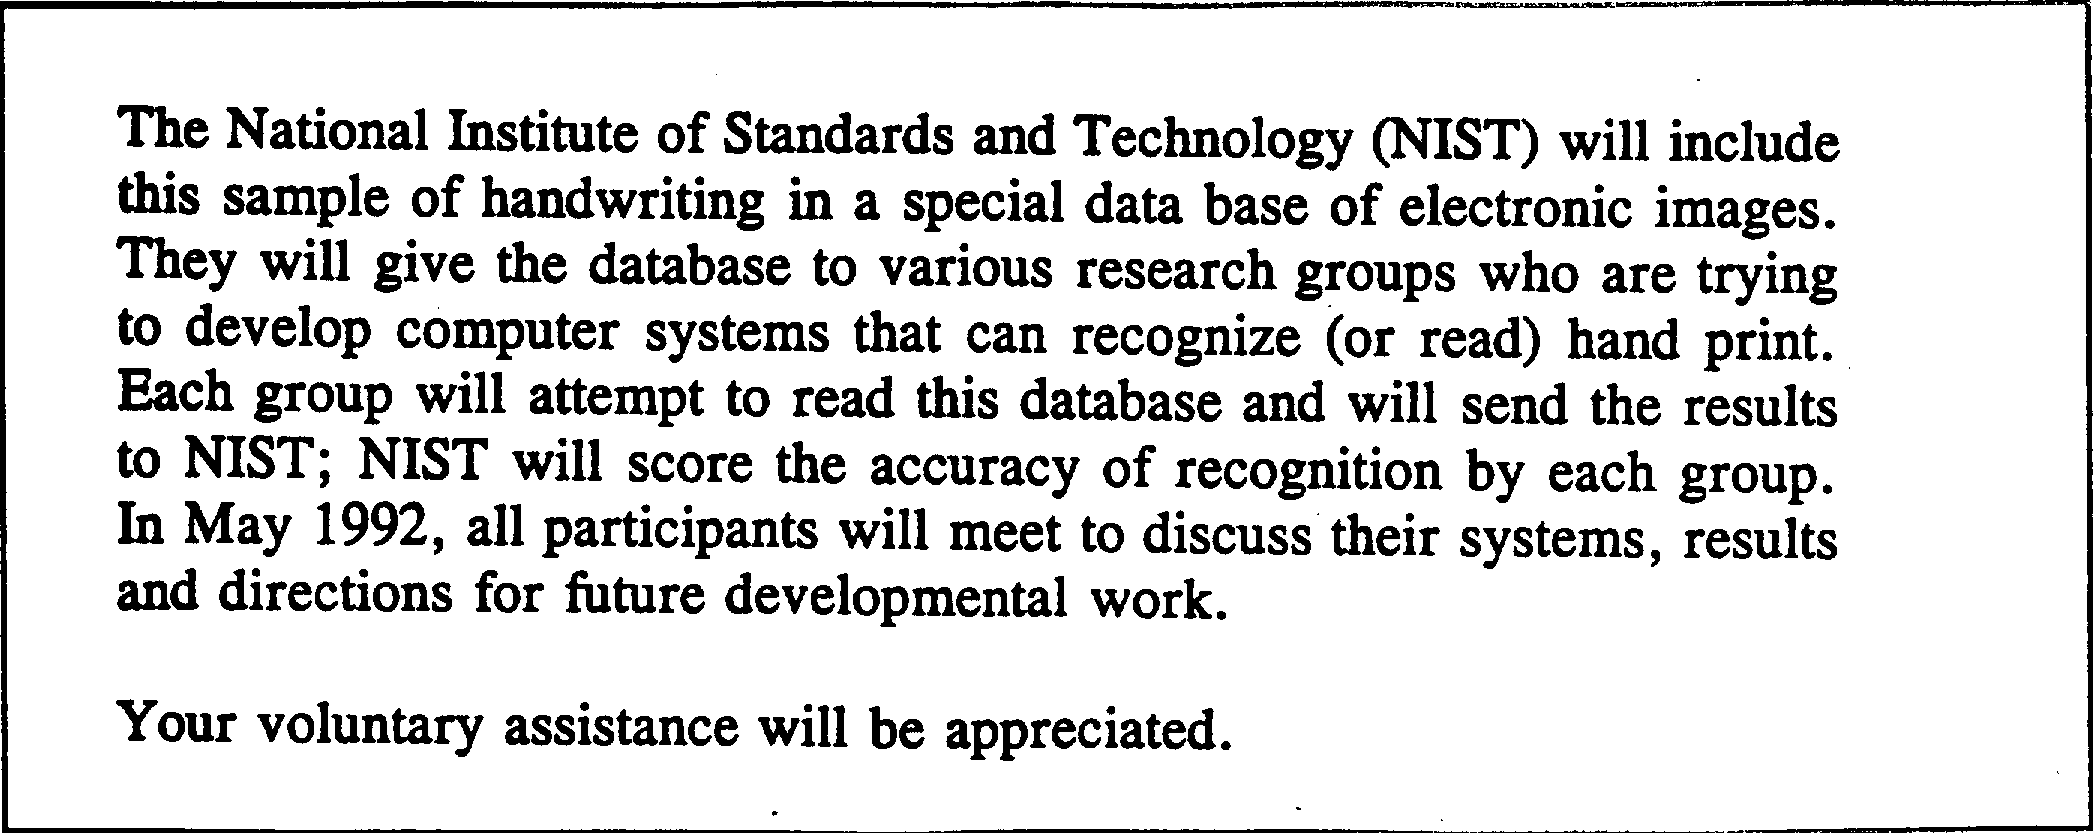 The National Institute of Standards and Technology (NIST) will include
this sample of handwriting in a special data base of electronic images.
They will give the database to various research groups who are trying
to develop computer systems that can recognize (or read) hand print.
Each group will attempt to read this database and will send the results
to NIST; NIST will score the accuracy of recognition by each group.
In May 1992, all participants will meet to discuss their systems, results
and directions for future developmental work.
Your voluntary assistance will be appreciated.